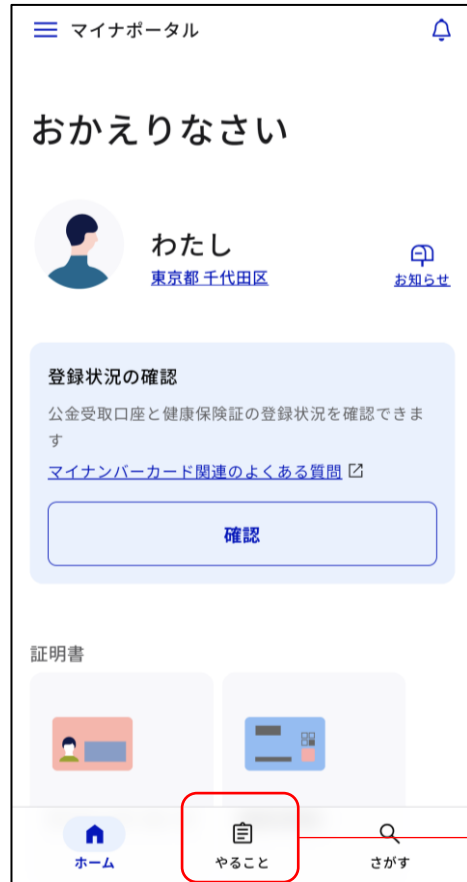 マイナポータル
おかえりなさい
わたし
東京都 千代田区
お知らせ
登録状況の確認
公金受取口座と健康保険証の登録状況を確認できま
す
マイナンバーカード関連のよくある質問
確認
証明書
ホーム
やること
さがす